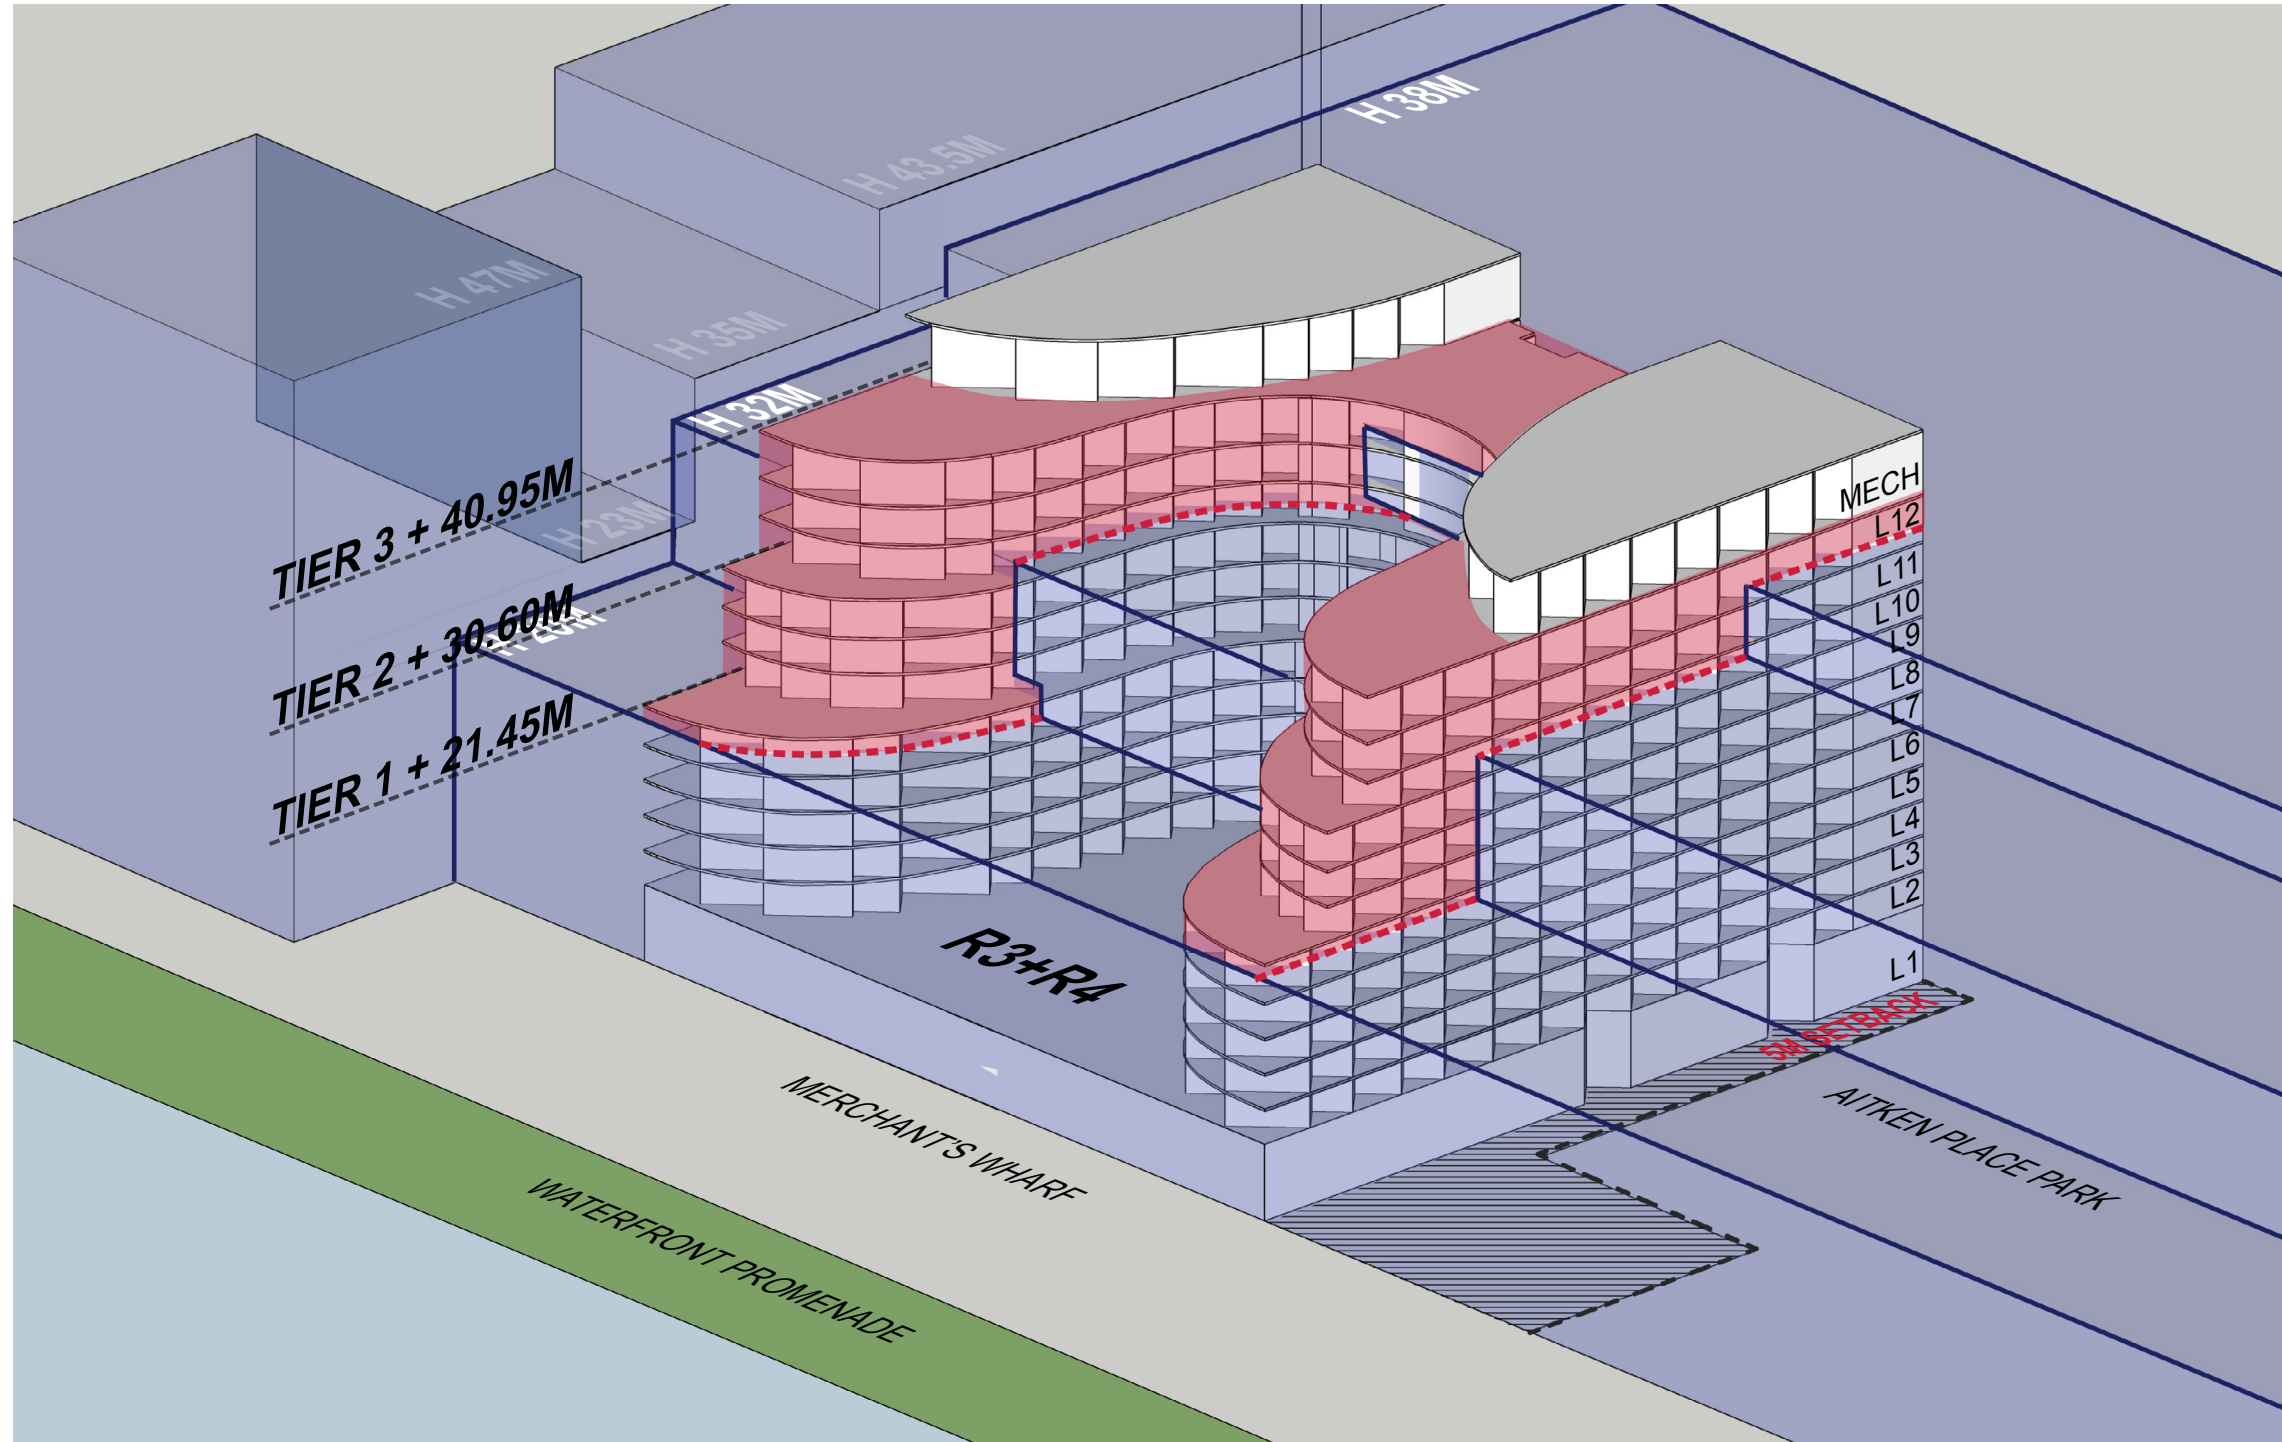 H 38M
H 43.5M
H 47M
H 35M
H 32M
H 23M
TIER 3 + 40.95M
TIER 2 + 30.60M
TIER 1 + 21.45M
MECH
L12
L11
L10
L9
L8
L7
L6
L5
L4
L3
L2
L1
R3+R4
5M SETBACK
AITKEN PLACE PARK
MERCHANT'S WHARF
WATERFRONT PROMENADE